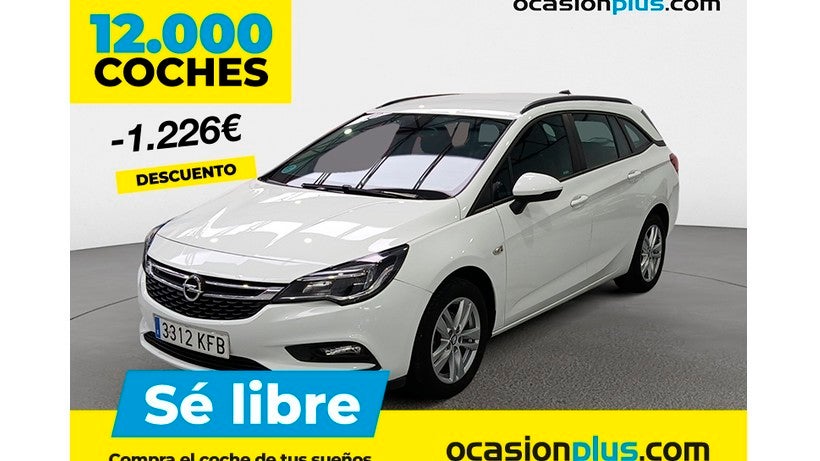 ocasionplus.com
12.000
COCHES
-1.226€
DESCUENTO
3312 KFB
Sé libre
Compra el coche de tus sueños
ocasionplus.com